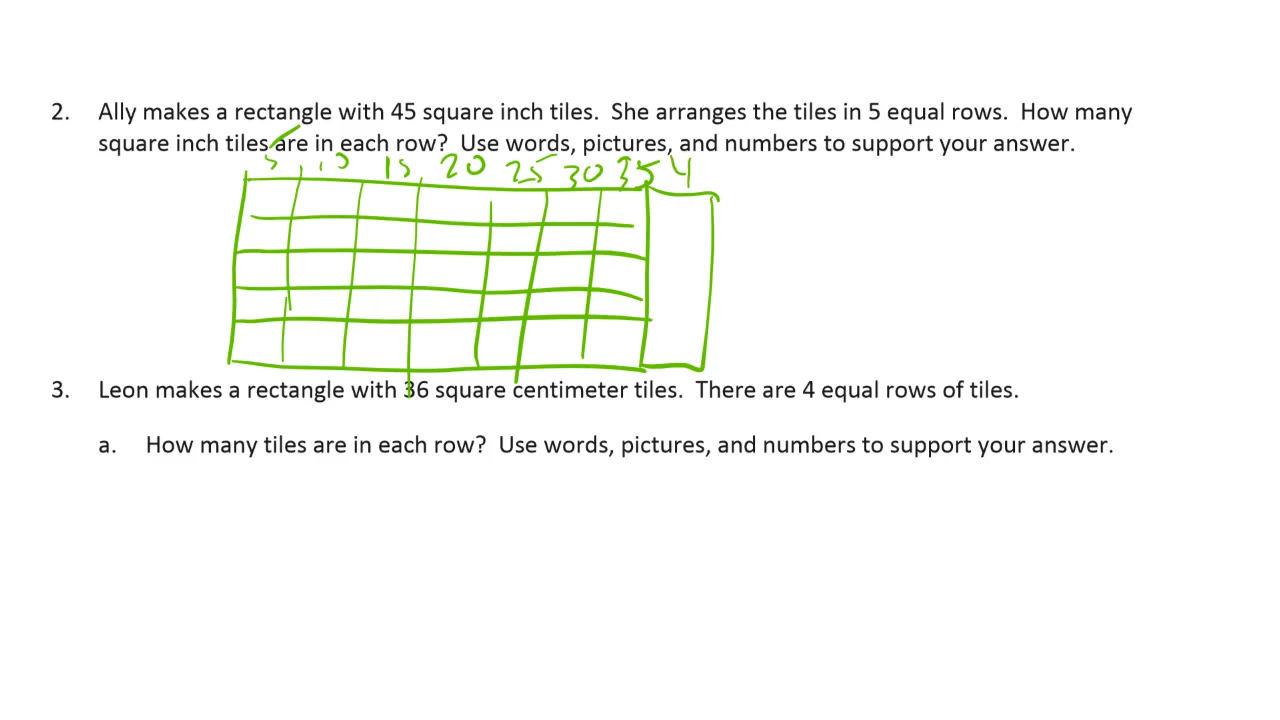 2. Ally makes a rectangle with 45 square inch tiles. She arranges the tiles in 5 equal rows. How many
square inch tiles are in each row? Use words, pictures, and numbers to support your answer.
5 10 15 20 25 30 35 4
3. Leon makes a rectangle with 36 square centimeter tiles. There are 4 equal rows of tiles.
a. How many tiles are in each row? Use words, pictures, and numbers to support your answer.